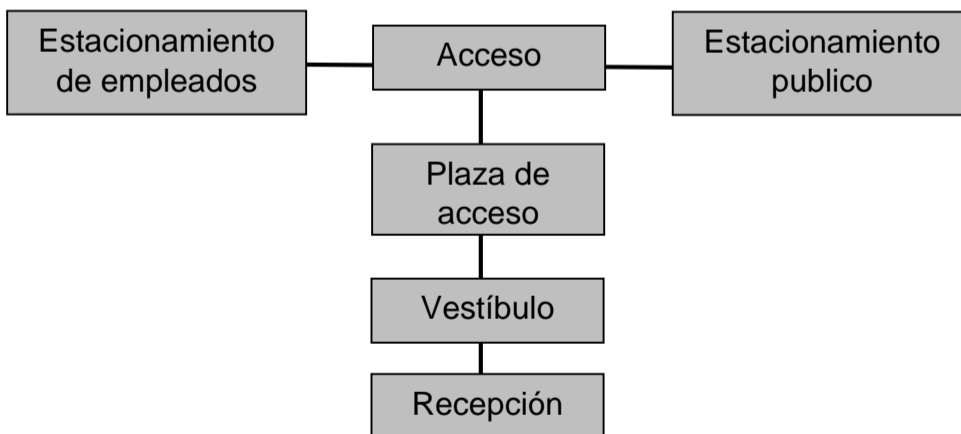 Estacionamiento
de empleados
Acceso
Estacionamiento
publico
Plaza de
acceso
Vestíbulo
Recepción